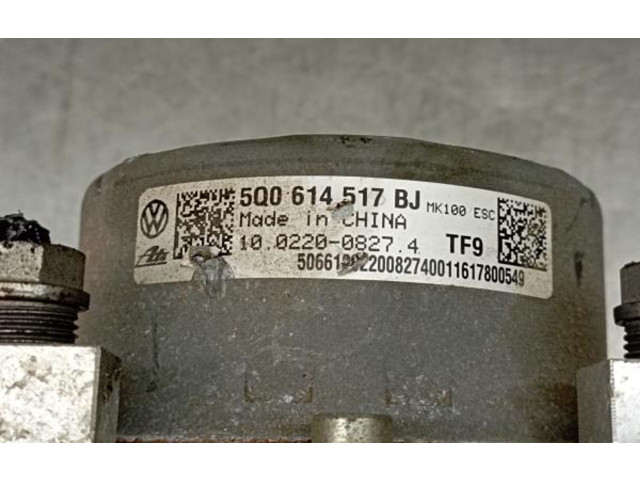 5Q0 614 517 BJ MK100 ESC
Made in CHINA
Ate 10.0220-0827.4 TF9